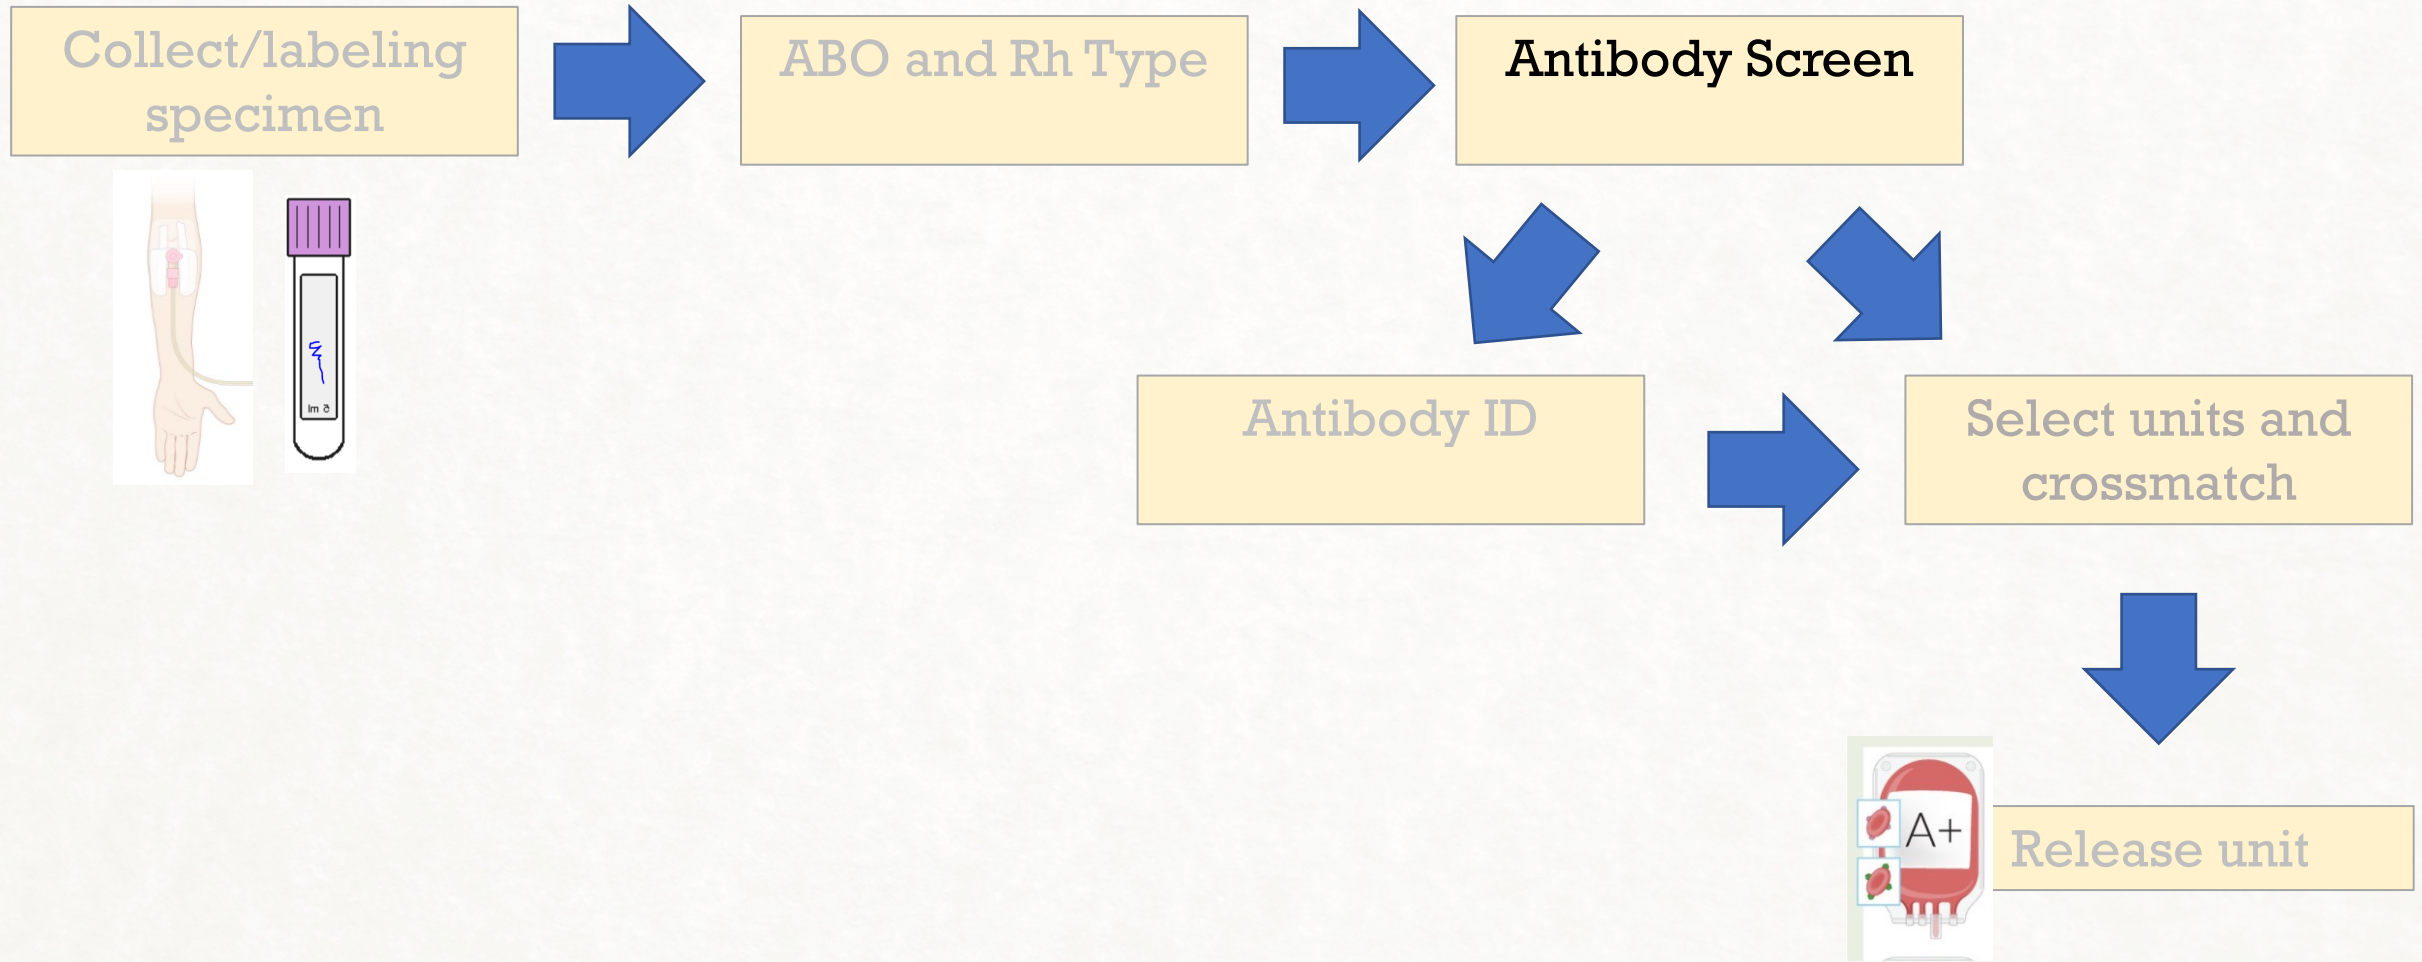 Collect/labeling
specimen
ABO and Rh Type
Antibody Screen
Antibody ID
Select units and
crossmatch
A+
Release unit